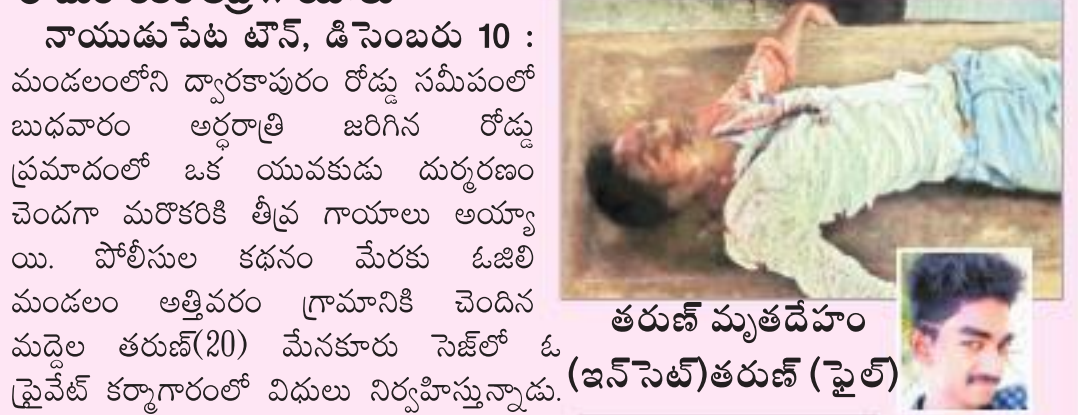 నాయుడుపేట టౌన్, డిసెంబరు 10 :
మండలంలోని ద్వారకాపురం రోడ్డు సమీపంలో
బుధవారం అర్ధరాత్రి జరిగిన రోడ్డు
ప్రమాదంలో ఒక యువకుడు దుర్మరణం
చెందగా మరొకరికి తీవ్ర గాయాలు అయ్యా
యి. పోలీసుల కథనం మేరకు ఓజిలి
మండలం అత్తివరం గ్రామానికి చెందిన
మద్దెల తరుణ్(20) మేనకూరు సెజ్‌లో ఓ
ప్రైవేట్ కర్మాగారంలో విధులు నిర్వహిస్తున్నాడు.
తరుణ్ మృతదేహం
(ఇన్‌సెట్)తరుణ్ (ఫైల్)